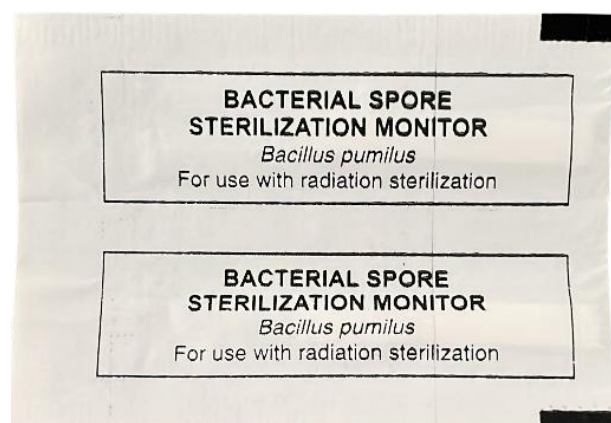 BACTERIAL SPORE
STERILIZATION MONITOR
Bacillus pumilus
For use with radiation sterilization
BACTERIAL SPORE
STERILIZATION MONITOR
Bacillus pumilus
For use with radiation sterilization